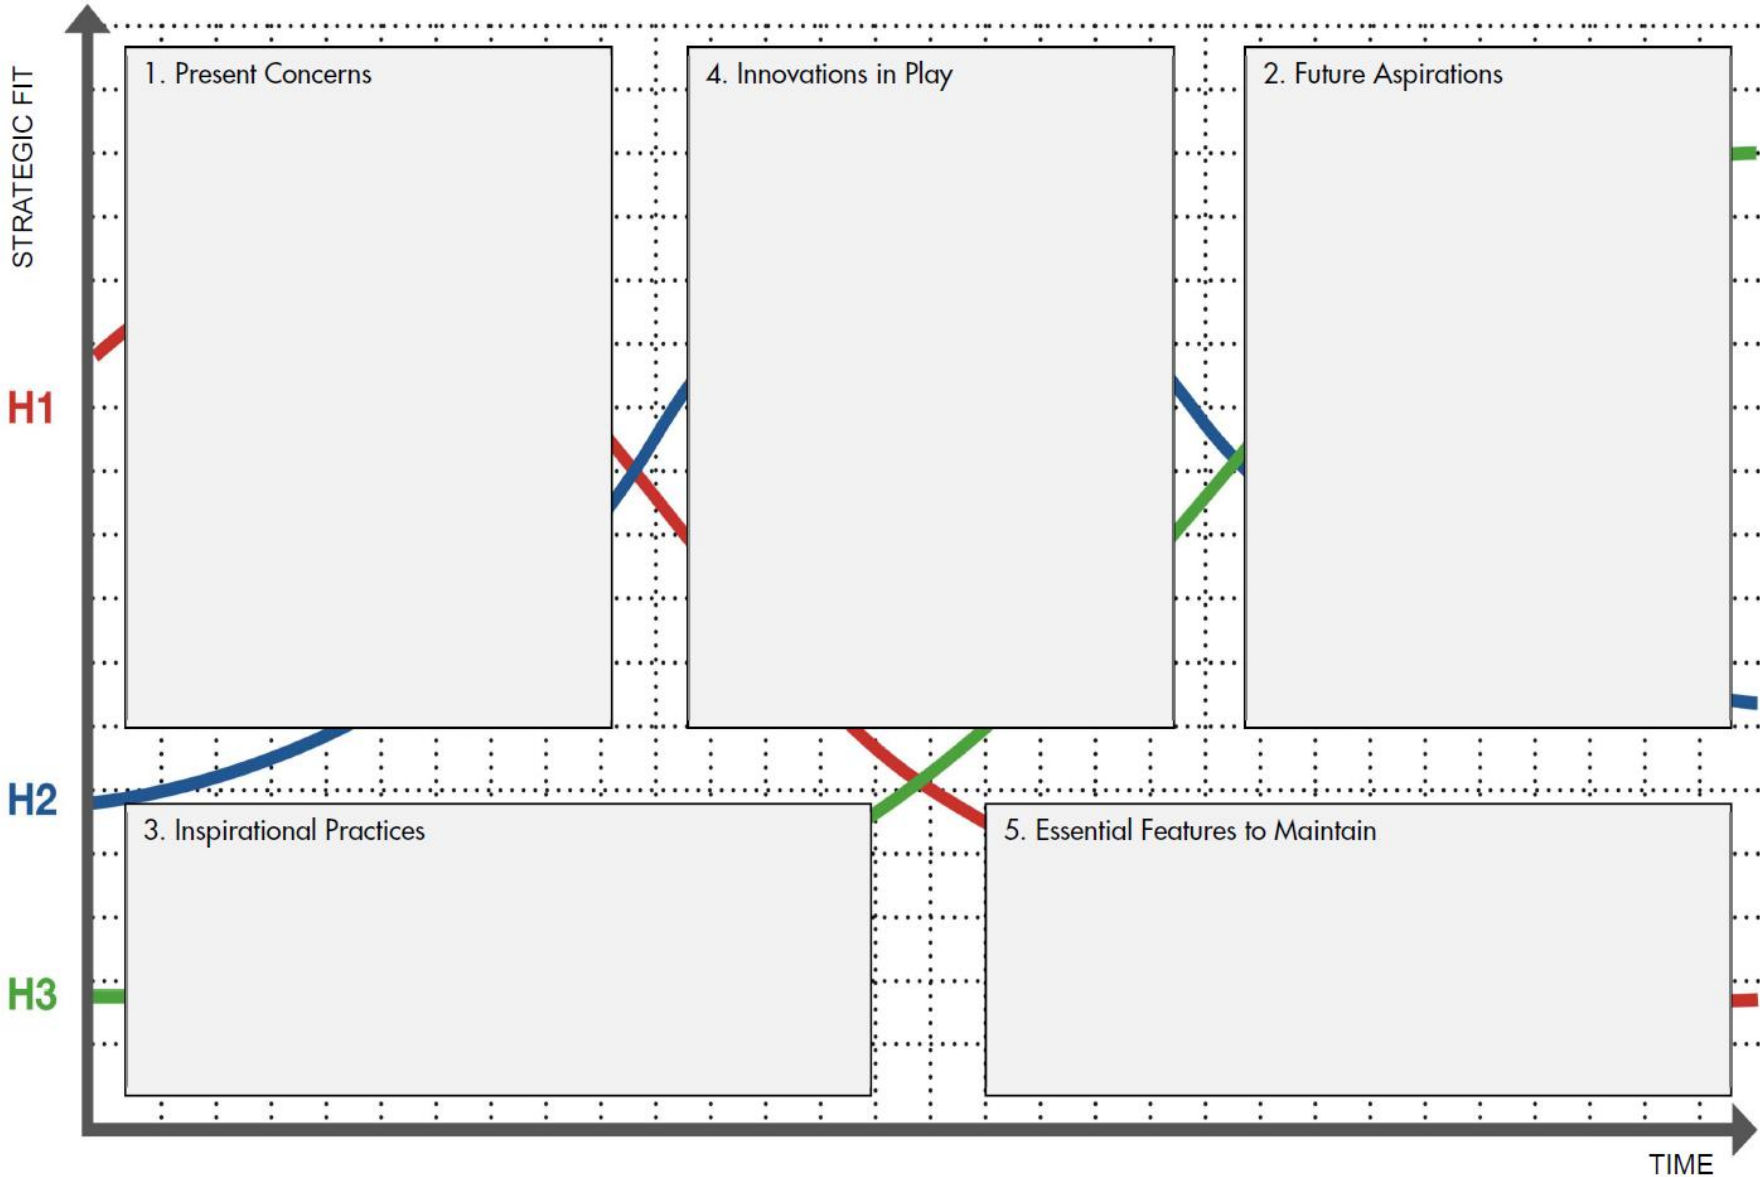 STRATEGIC FIT
1. Present Concerns
4. Innovations in Play
2. Future Aspirations
H1
H2
3. Inspirational Practices
5. Essential Features to Maintain
H3
TIME